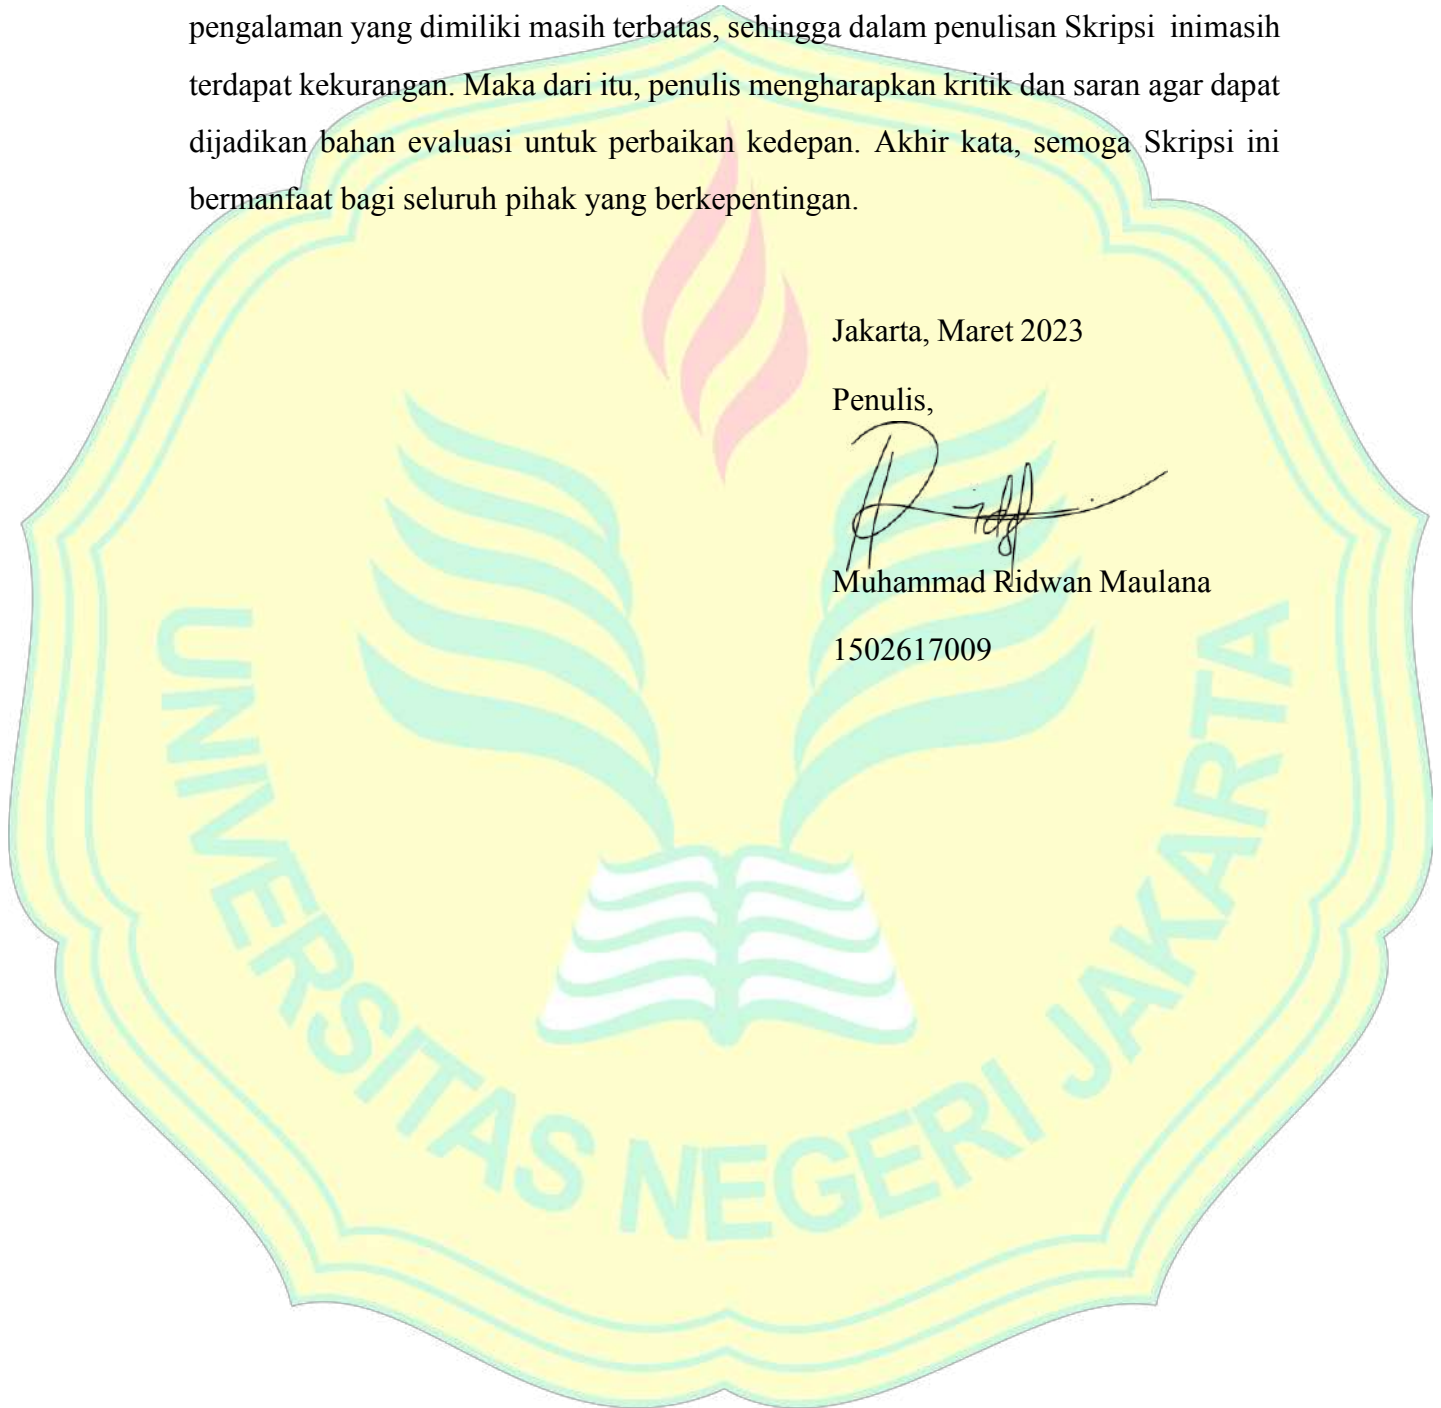 pengalaman yang dimiliki masih terbatas, sehingga dalam penulisan Skripsi  inimasih
terdapat kekurangan. Maka dari itu, penulis mengharapkan kritik dan saran agar dapat
dijadikan bahan evaluasi untuk perbaikan kedepan. Akhir kata, semoga Skripsi ini
bermanfaat bagi seluruh pihak yang berkepentingan.
Jakarta, Maret 2023
Penulis,
Muhammad Ridwan Maulana
1502617009
UNIVERSITAS NEGERI JAKARTA